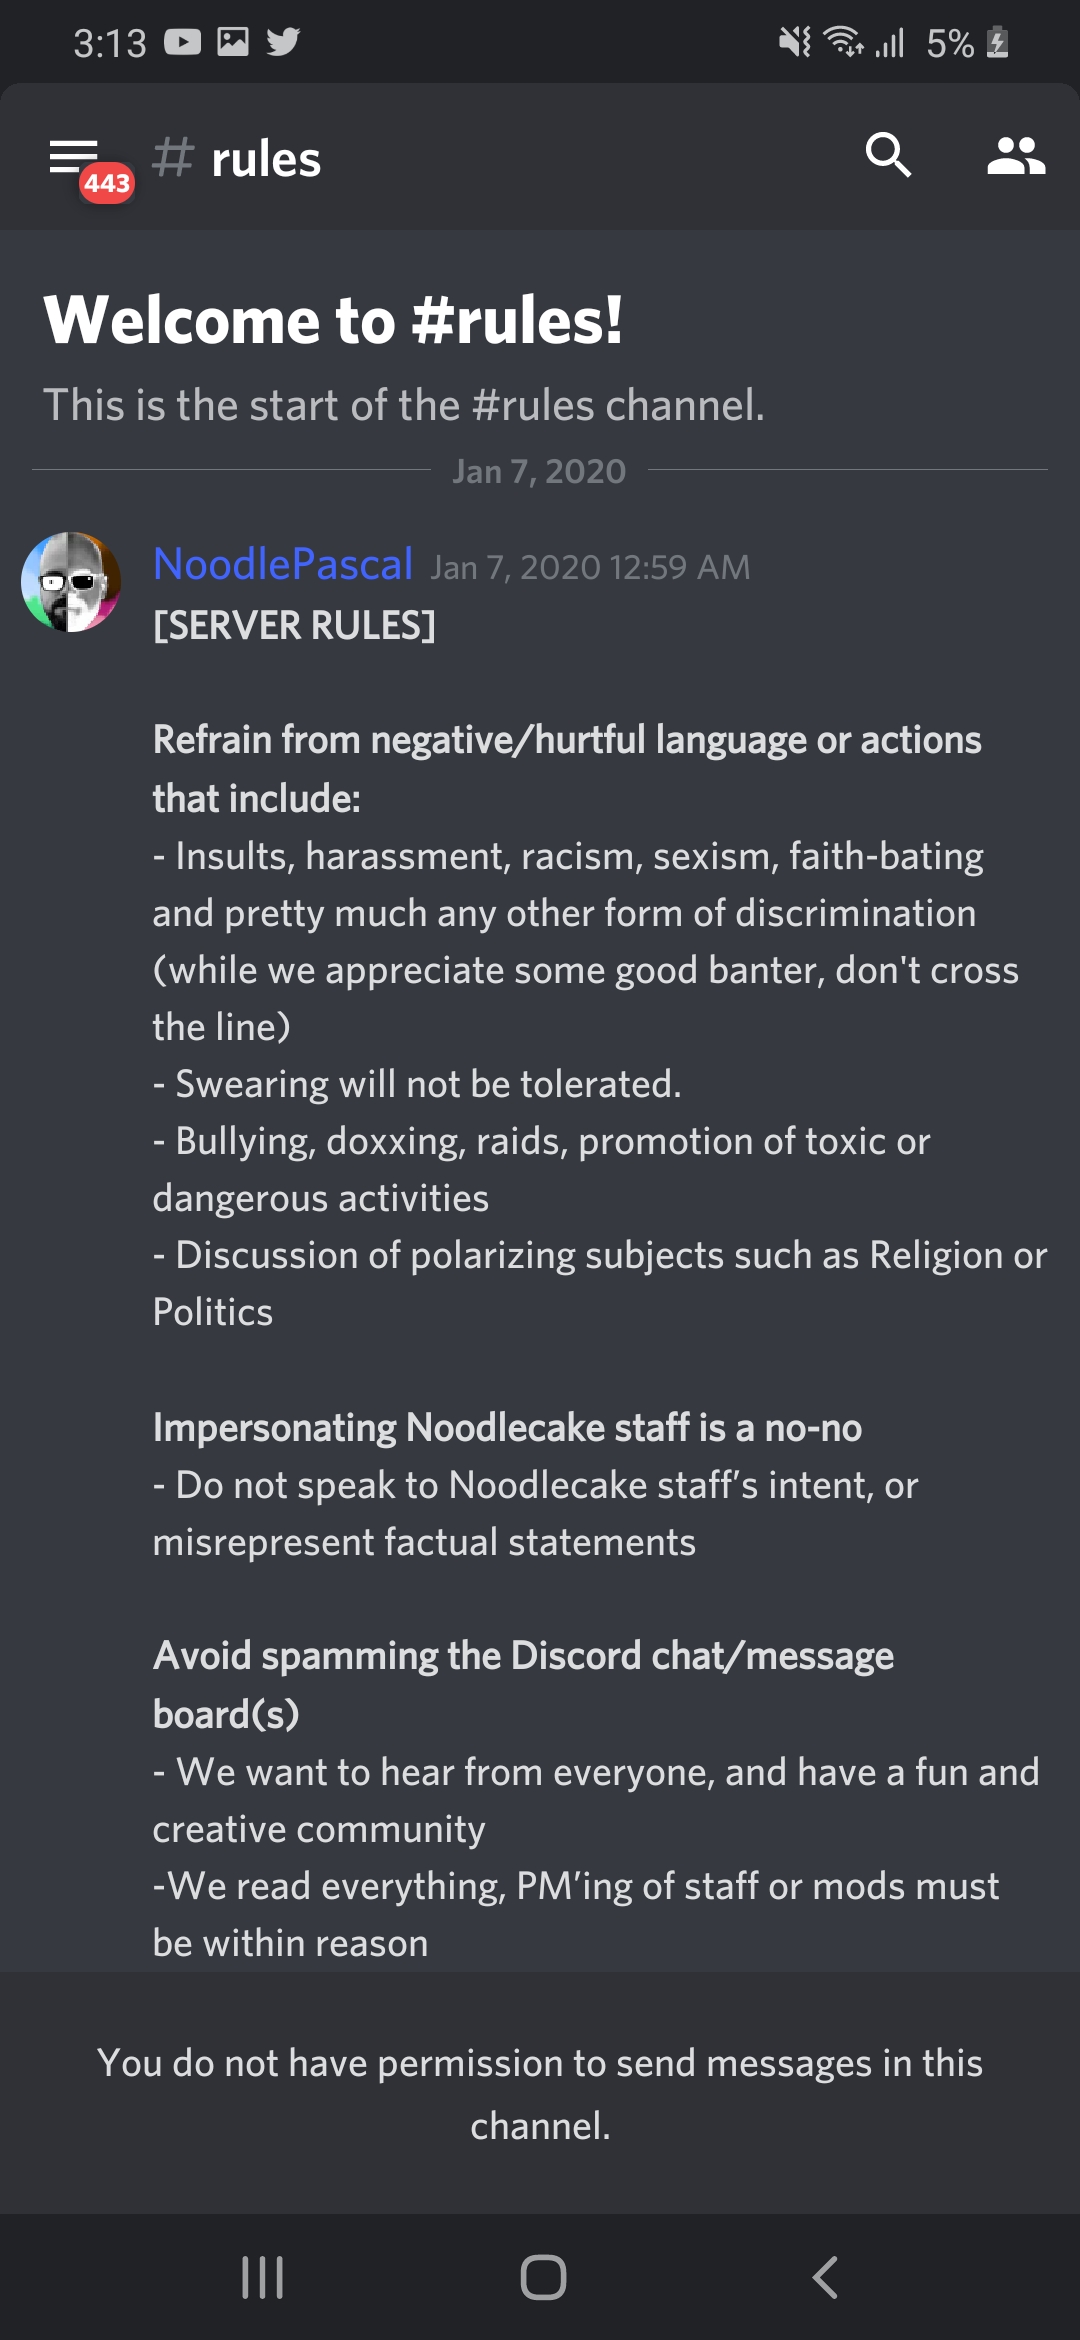 3:13
5%
443
# rules
Welcome to #rules!
This is the start of the #rules channel.
Jan 7, 2020
NoodlePascal Jan 7, 2020 12:59 AM
[SERVER RULES]
Refrain from negative/hurtful language or actions
that include:
- Insults, harassment, racism, sexism, faith-bating
and pretty much any other form of discrimination
(while we appreciate some good banter, don't cross
the line)
- Swearing will not be tolerated.
- Bullying, doxxing, raids, promotion of toxic or
dangerous activities
- Discussion of polarizing subjects such as Religion or
Politics
Impersonating Noodlecake staff is a no-no
- Do not speak to Noodlecake staff’s intent, or
misrepresent factual statements
Avoid spamming the Discord chat/message
board(s)
- We want to hear from everyone, and have a fun and
creative community
-We read everything, PM’ing of staff or mods must
be within reason
You do not have permission to send messages in this
channel.